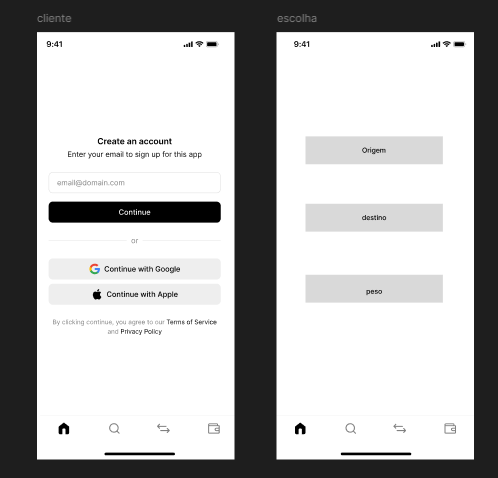 cliente
9:41
Create an account
Enter your email to sign up for this app
email@domain.com
Continue
or
Continue with Google
Continue with Apple
By clicking continue, you agree to our Terms of Service
and Privacy Policy
escolha
9:41
Origem
destino
peso